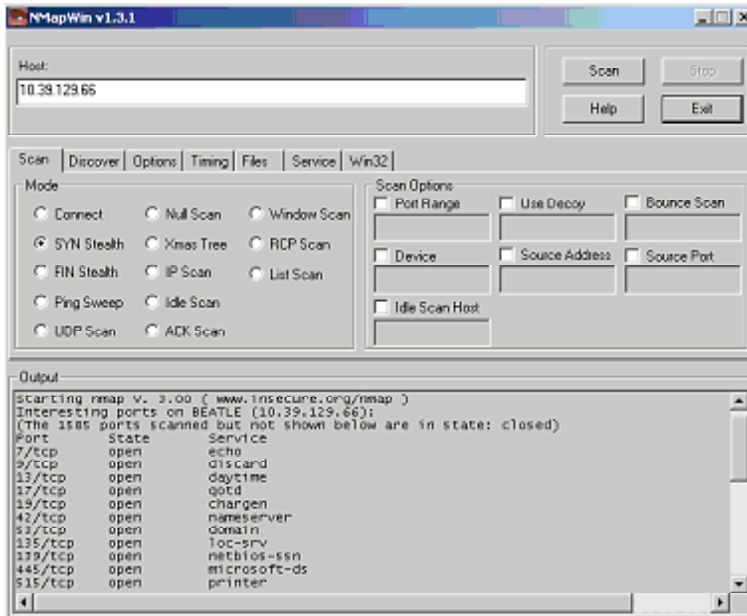 NMapWin v1.3.1
Host:
10.39.129.66
Scan Stop
Help Exit
Scan Discover Options Timing Files Service Win32
Mode
Connect Null Scan Window Scan
SYN Stealth Xmas Tree RCP Scan
FIN Stealth IP Scan List Scan
Ping Sweep Idle Scan
UDP Scan ACK Scan
Scan Options
Port Range Use Decoy Bounce Scan
Device Source Address Source Port
Idle Scan Host
Output
Starting nmap V. 3.00 ( www.insecure.org/nmap )
Interesting ports on BEATLE (10.39.129.66):
(The 1585 ports scanned but not shown below are in state: closed)
Port State Service
7/tcp open echo
9/tcp open discard
13/tcp open daytime
17/tcp open qotd
19/tcp open chargen
42/tcp open nameserver
53/tcp open domain
135/tcp open loc-srv
139/tcp open netbios-ssn
445/tcp open microsoft-ds
515/tcp open printer